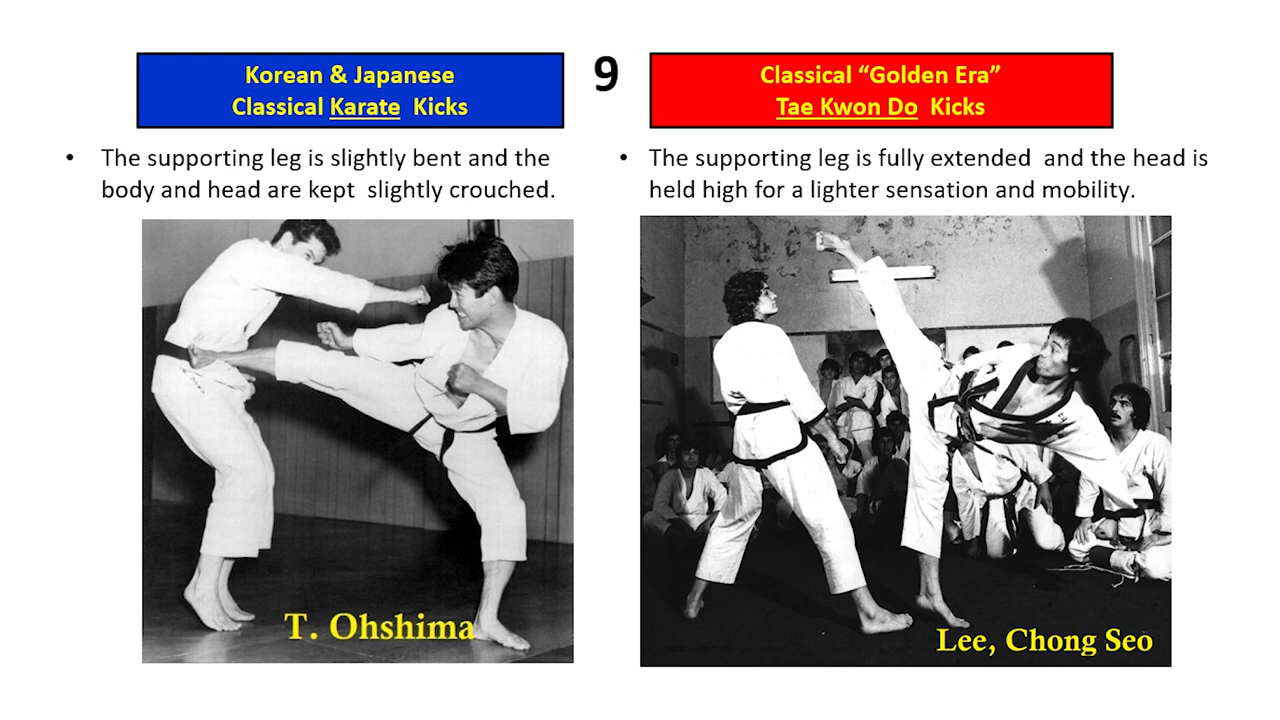 Korean & Japanese
Classical Karate Kicks
9
Classical “Golden Era”
Tae Kwon Do Kicks
• The supporting leg is slightly bent and the
body and head are kept slightly crouched.
• The supporting leg is fully extended and the head is
held high for a lighter sensation and mobility.
T. Ohshima
Lee, Chong Seo